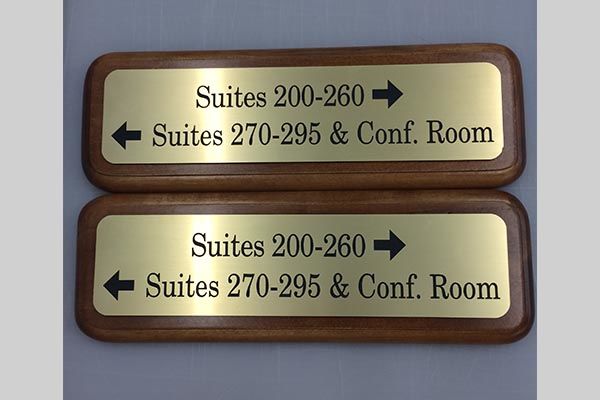 Suites 200-260 ➡
⬅ Suites 270-295 & Conf. Room
Suites 200-260 ➡
⬅ Suites 270-295 & Conf. Room